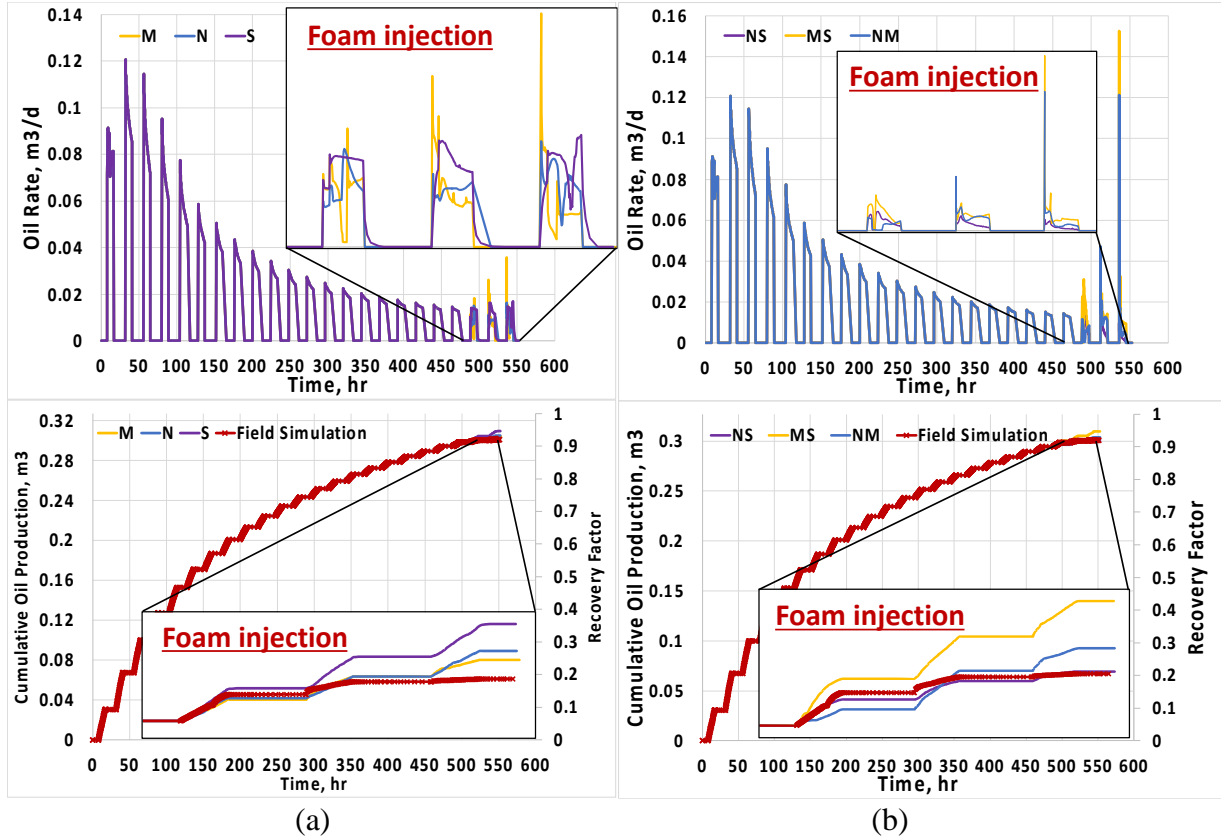 0.14
0.12
0.1
0.08
0.06
0.04
0.02
0
Oil Rate, m3/d
M N S
Foam injection
0 50 100 150 200 250 300 350 400 450 500 550 600
Time, hr
0.16
0.14
0.12
0.1
0.08
0.06
0.04
0.02
0
Oil Rate, m3/d
NS MS NM
Foam injection
0 50 100 150 200 250 300 350 400 450 500 550 600
Time, hr
0.32
0.28
0.24
0.2
0.16
0.12
0.08
0.04
0
Cumulative Oil Production, m3
M N S Field Simulation
Foam injection
1
0.9
0.8
0.7
0.6
0.5
0.4
0.3
0.2
0.1
0
Recovery Factor
0 50 100 150 200 250 300 350 400 450 500 550 600
Time, hr
0.3
0.25
0.2
0.15
0.1
0.05
0
Cumulative Oil Production, m3
NS MS NM Field Simulation
Foam injection
1
0.9
0.8
0.7
0.6
0.5
0.4
0.3
0.2
0.1
0
Recovery Factor
0 50 100 150 200 250 300 350 400 450 500 550 600
Time, hr
(a)
(b)